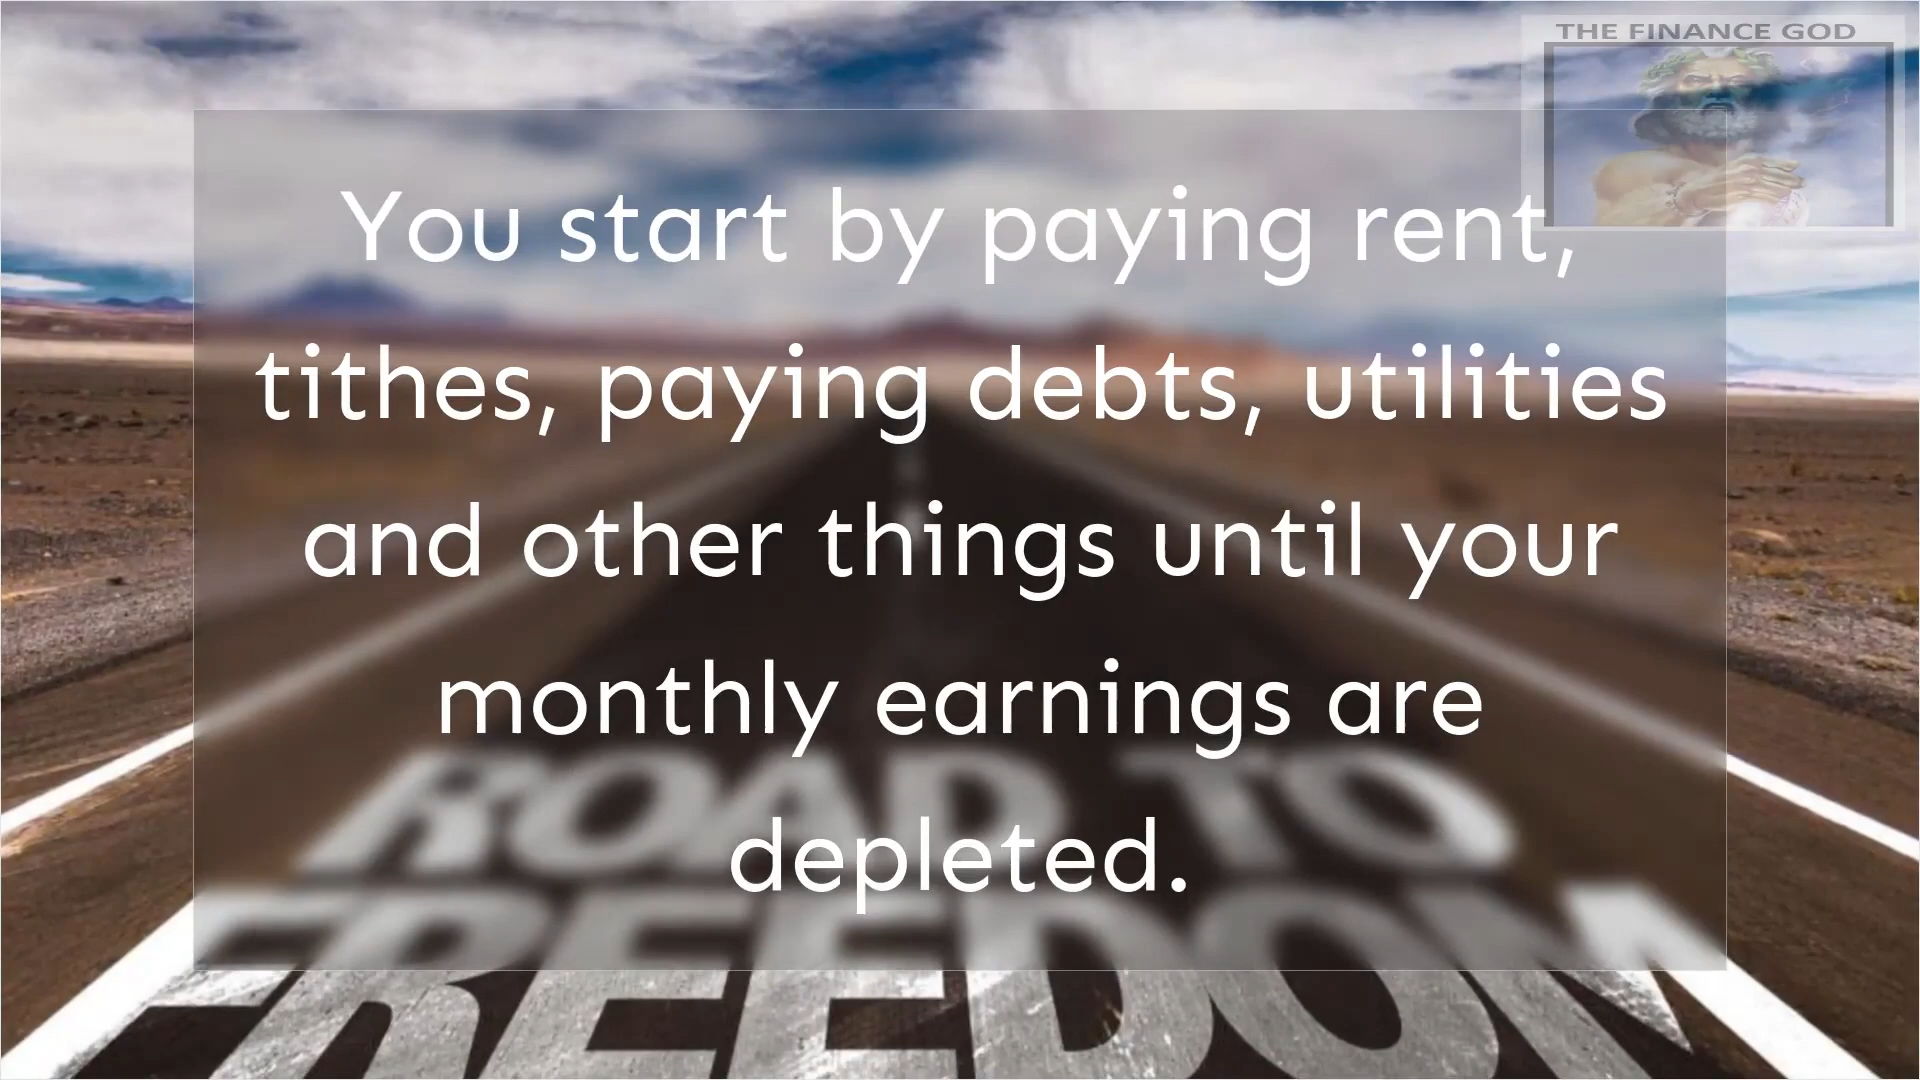 THE FINANCE GOD
You start by paying rent,
tithes, paying debts, utilities
and other things until your
monthly earnings are
depleted.
ROAD TO
FREEDOM